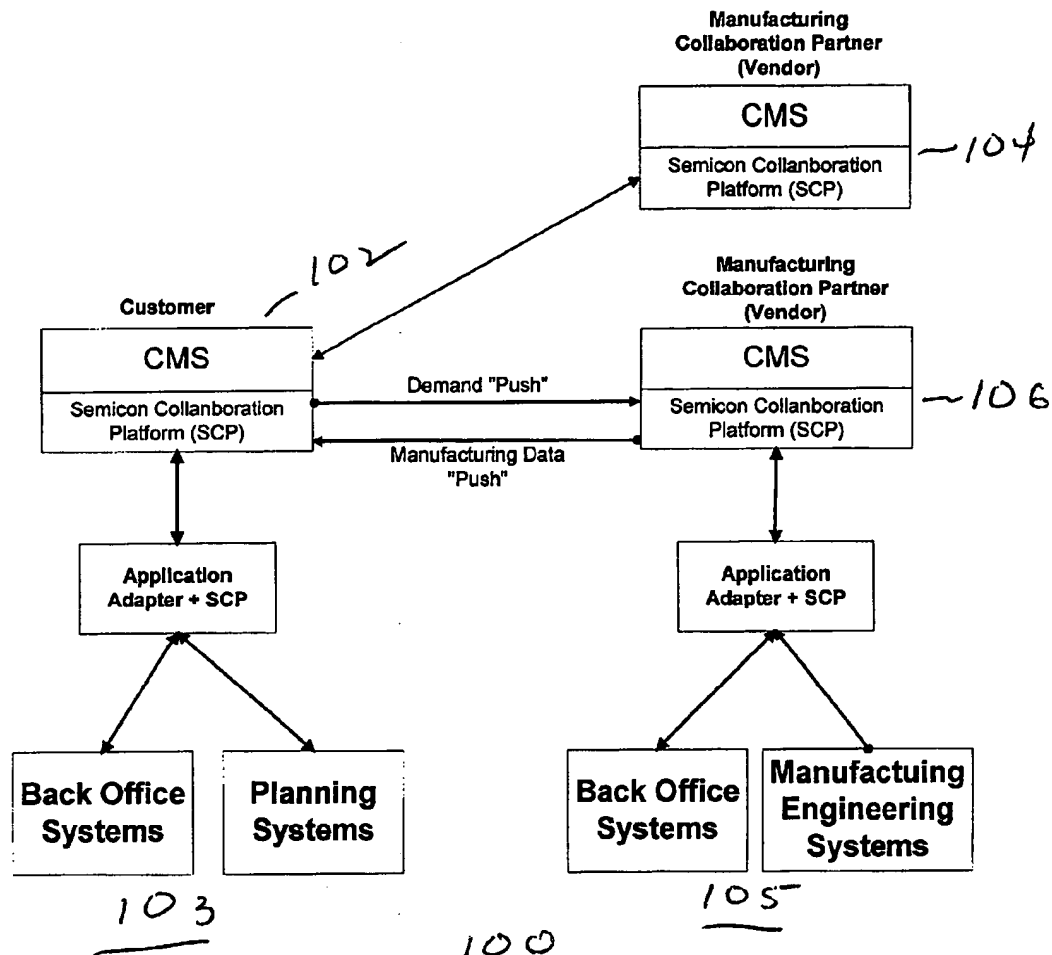 Manufacturing
Collaboration Partner
(Vendor)
CMS
Semicon Collanboration
Platform (SCP)
~104
102
Customer
CMS
Semicon Collanboration
Platform (SCP)
Demand "Push"
Manufacturing Data
"Push"
Manufacturing
Collaboration Partner
(Vendor)
CMS
Semicon Collanboration
Platform (SCP)
~106
Application
Adapter + SCP
Application
Adapter + SCP
Back Office
Systems
Planning
Systems
Back Office
Systems
Manufactuing
Engineering
Systems
103
105
100